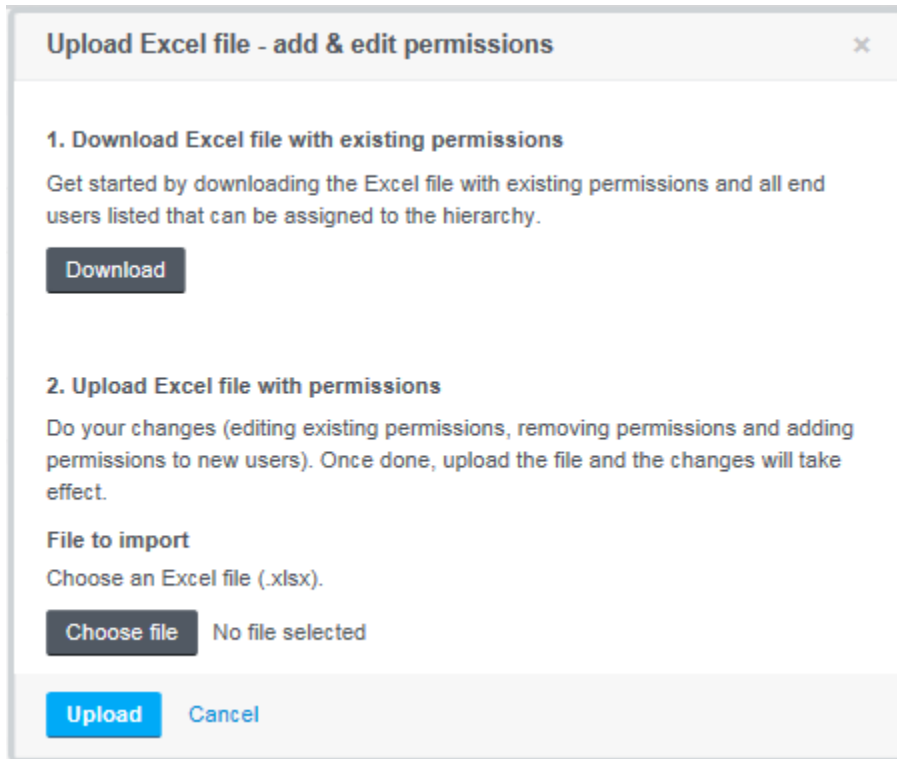 Upload Excel file - add & edit permissions
1. Download Excel file with existing permissions
Get started by downloading the Excel file with existing permissions and all end
users listed that can be assigned to the hierarchy.
Download
2. Upload Excel file with permissions
Do your changes (editing existing permissions, removing permissions and adding
permissions to new users). Once done, upload the file and the changes will take
effect.
File to import
Choose an Excel file (.xlsx).
Choose file No file selected
Upload Cancel